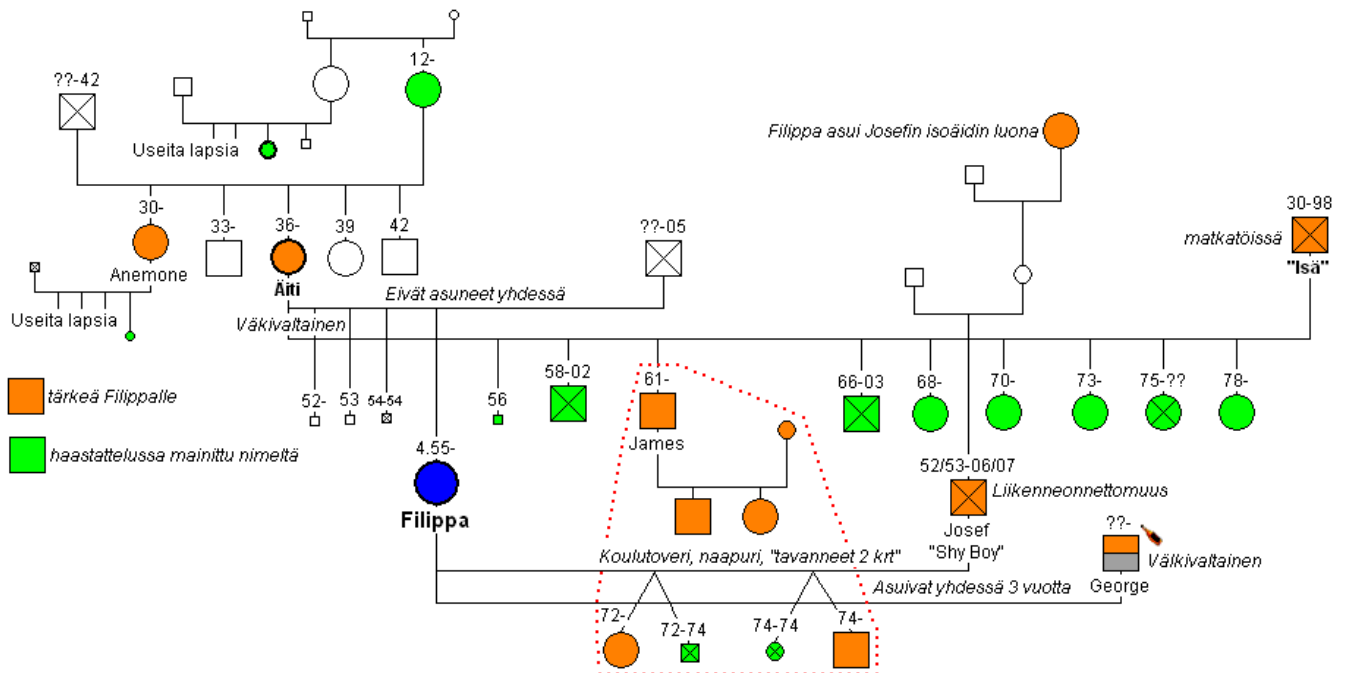 12-
??-42
Useita lapsia
Filippa asui Josefin isoäidin luona
30-
33-
36-
39
42
??-05
30-98
matkatöissä
"Isä"
Anemone
Äiti
Eivät asuneet yhdessä
Useita lapsia
Väkivaltainen
tärkeä Filippalle
haastattelussa mainittu nimeltä
52-
53
54-54
56
58-02
61-
66-03
68-
70-
73-
75-??
78-
James
4.55-
Filippa
52/53-06/07
Liikenneonnettomuus
Josef
"Shy Boy"
??-
Välkivaltainen
George
Koulutoveri, naapuri, "tavanneet 2 krt"
Asuivat yhdessä 3 vuotta
72-
72-74
74-74
74-